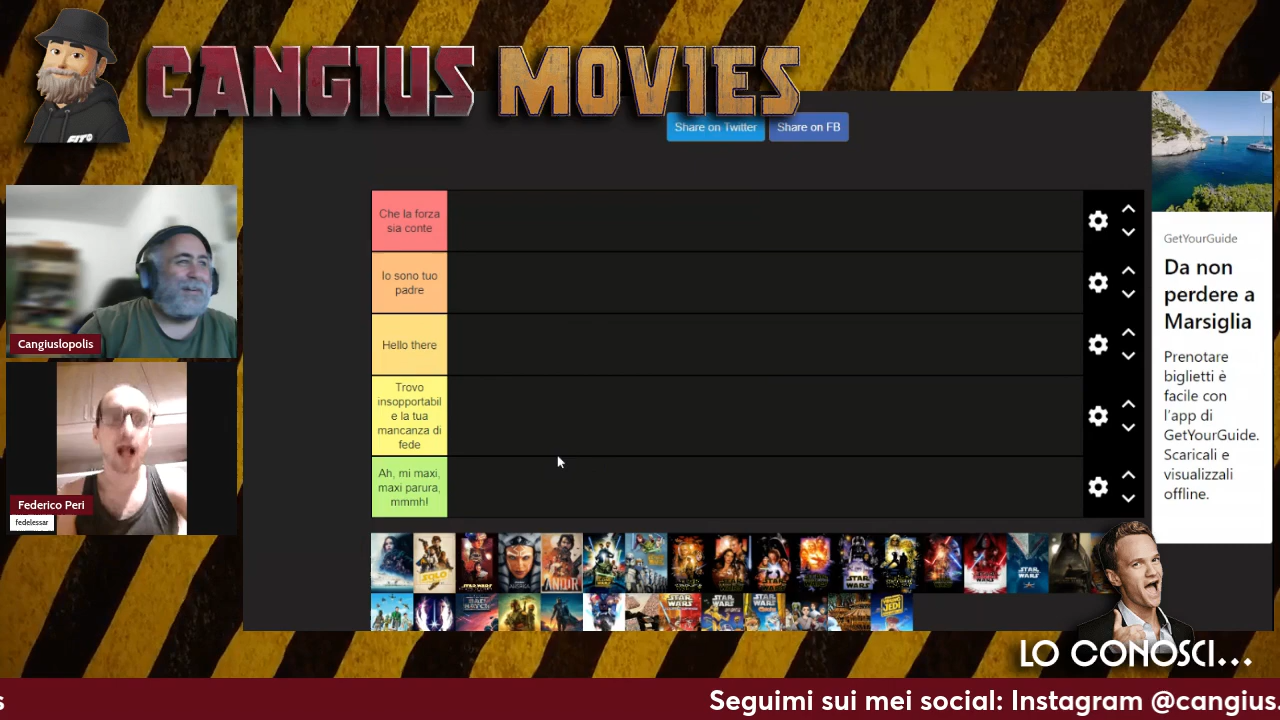 CANGIUS MOVIES
Share on Twitter
Share on FB
Che la forza
sia conte
Io sono tuo
padre
Hello there
Trovo
insopportabil
e la tua
mancanza di
fede
Ah, mi maxi,
maxi parura,
mmmh!
GetYourGuide
Da non
perdere a
Marsiglia
Prenotare
biglietti è
facile con
l'app di
GetYourGuide.
Scaricali e
visualizzali
offline.
Cangiuslopolis
Federico Peri
fedelessar
SOLO
ANDOR
LO CONOSCI...
s
Seguimi sui mei social: Instagram @cangius.